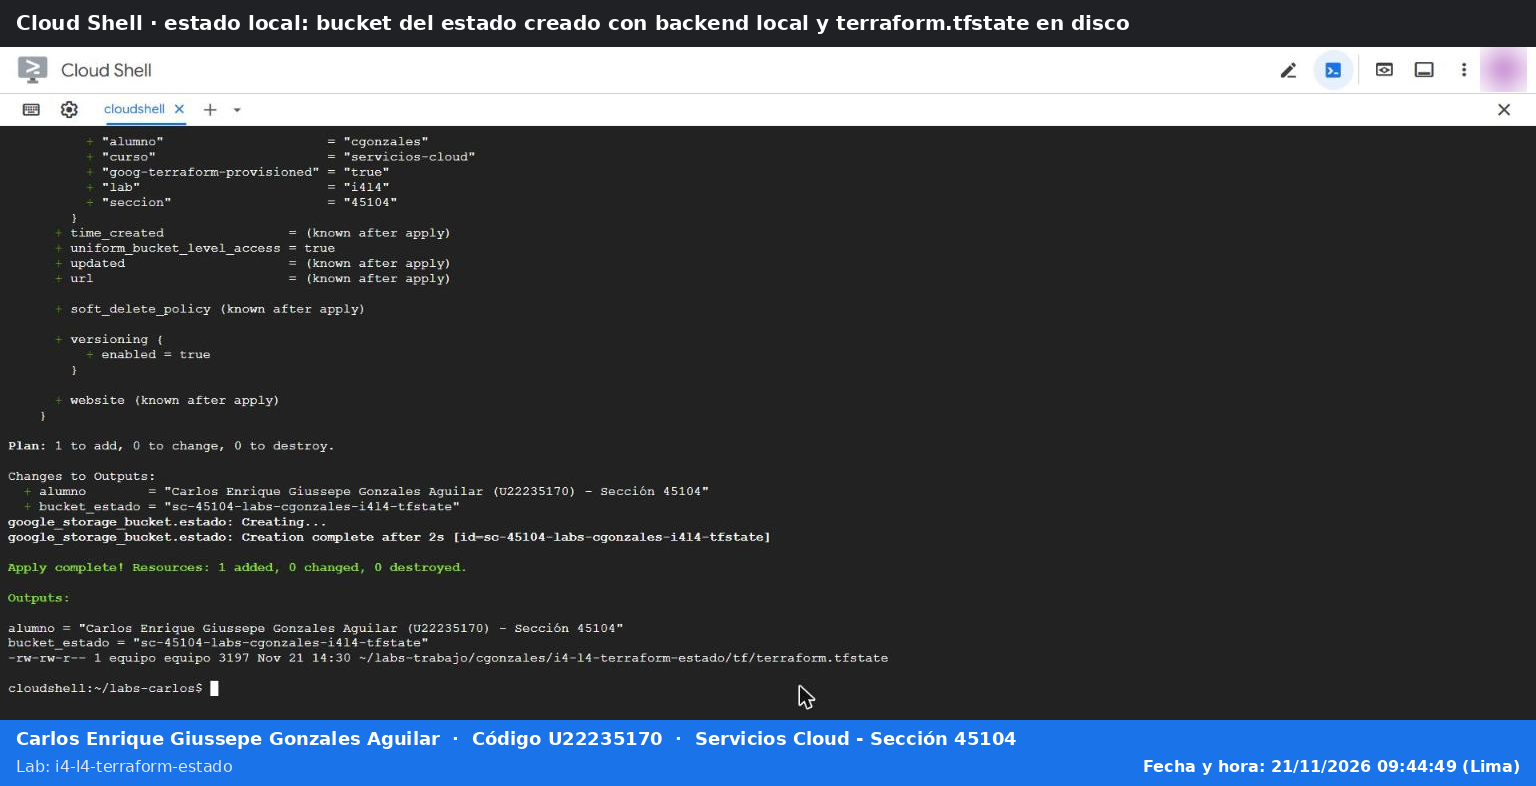 Cloud Shell · estado local: bucket del estado creado con backend local y terraform.tfstate en disco
Cloud Shell
cloudshell
+ "alumno" = "cgonzales"
+ "curso" = "servicios-cloud"
+ "goog-terraform-provisioned" = "true"
+ "lab" = "i4l4"
+ "seccion" = "45104"
}
+ time_created = (known after apply)
+ uniform_bucket_level_access = true
+ updated = (known after apply)
+ url = (known after apply)
+ soft_delete_policy (known after apply)
+ versioning {
+ enabled = true
}
+ website (known after apply)
}
Plan: 1 to add, 0 to change, 0 to destroy.
Changes to Outputs:
+ alumno = "Carlos Enrique Giussepe Gonzales Aguilar (U22235170) - Sección 45104"
+ bucket_estado = "sc-45104-labs-cgonzales-i4l4-tfstate"
google_storage_bucket.estado: Creating...
google_storage_bucket.estado: Creation complete after 2s [id=sc-45104-labs-cgonzales-i4l4-tfstate]
Apply complete! Resources: 1 added, 0 changed, 0 destroyed.
Outputs:
alumno = "Carlos Enrique Giussepe Gonzales Aguilar (U22235170) - Sección 45104"
bucket_estado = "sc-45104-labs-cgonzales-i4l4-tfstate"
-rw-rw-r-- 1 equipo equipo 3197 Nov 21 14:30 ~/labs-trabajo/cgonzales/i4-l4-terraform-estado/tf/terraform.tfstate
cloudshell:~/labs-carlos$
Carlos Enrique Giussepe Gonzales Aguilar · Código U22235170 · Servicios Cloud - Sección 45104
Lab: i4-l4-terraform-estado
Fecha y hora: 21/11/2026 09:44:49 (Lima)